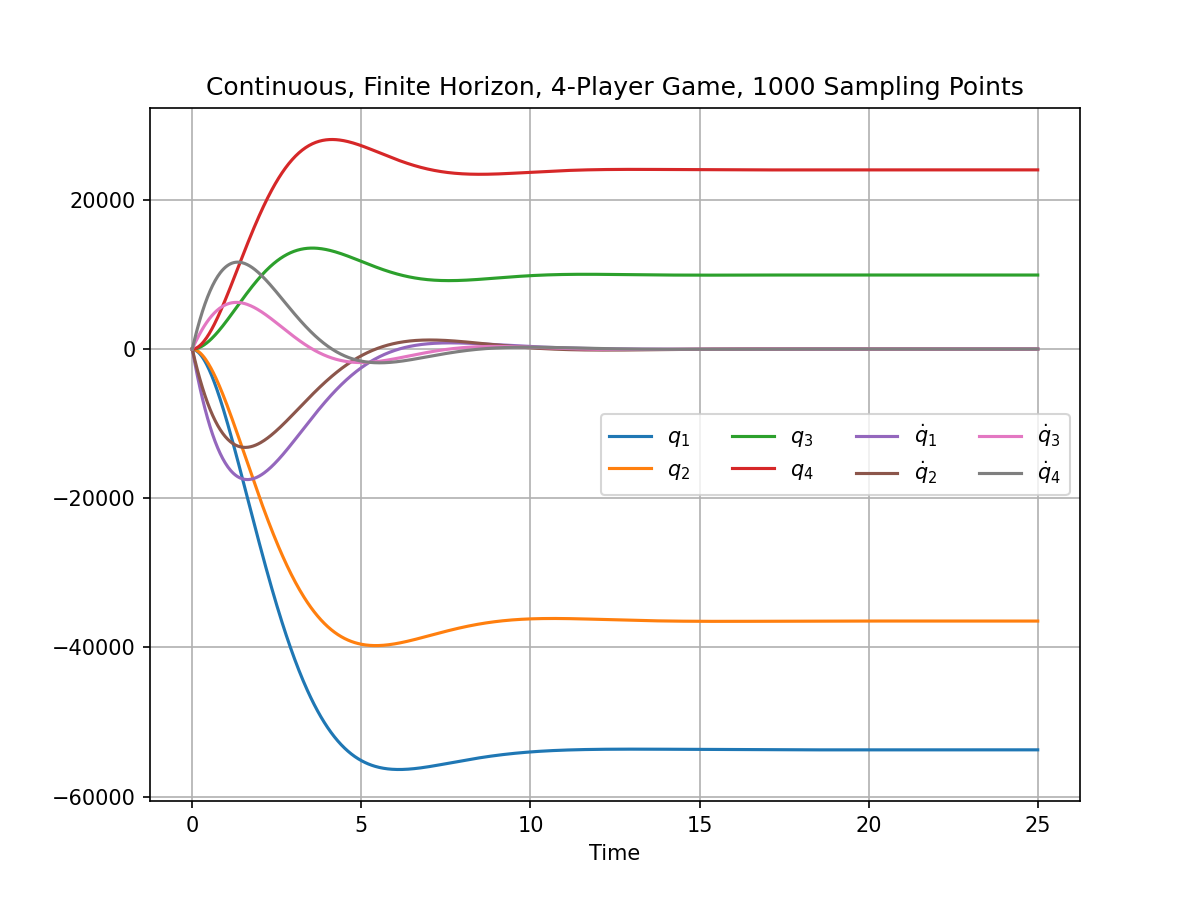 Continuous, Finite Horizon, 4-Player Game, 1000 Sampling Points
20000
0
−20000
−40000
−60000
q₁ q₃ q̇₁ q̇₃
q₂ q₄ q̇₂ q̇₄
0 5 10 15 20 25
Time